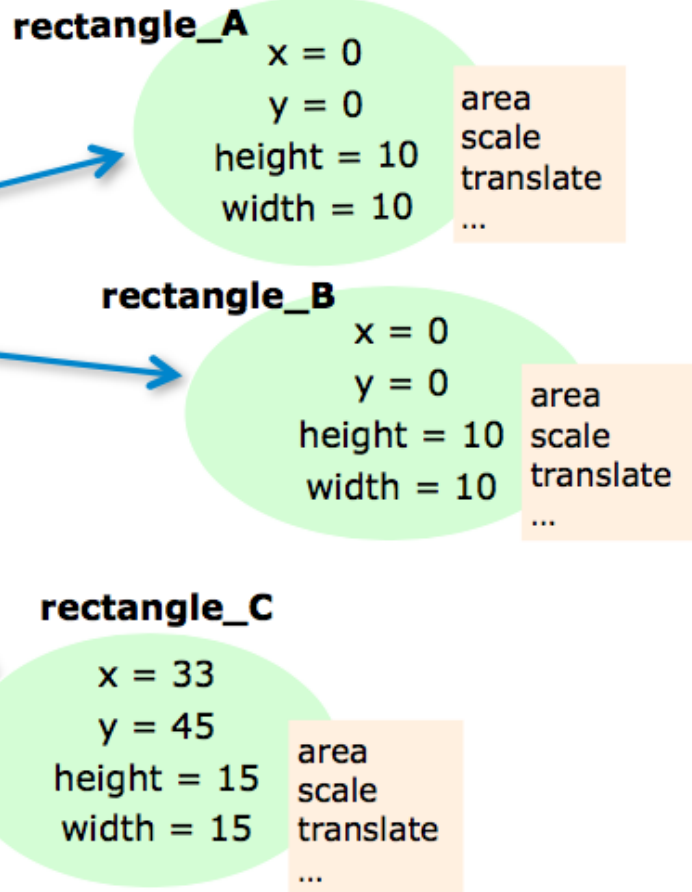 rectangle_A
x = 0
y = 0
height = 10
width = 10
area
scale
translate
...
rectangle_B
x = 0
y = 0
height = 10
width = 10
area
scale
translate
...
rectangle_C
x = 33
y = 45
height = 15
width = 15
area
scale
translate
...